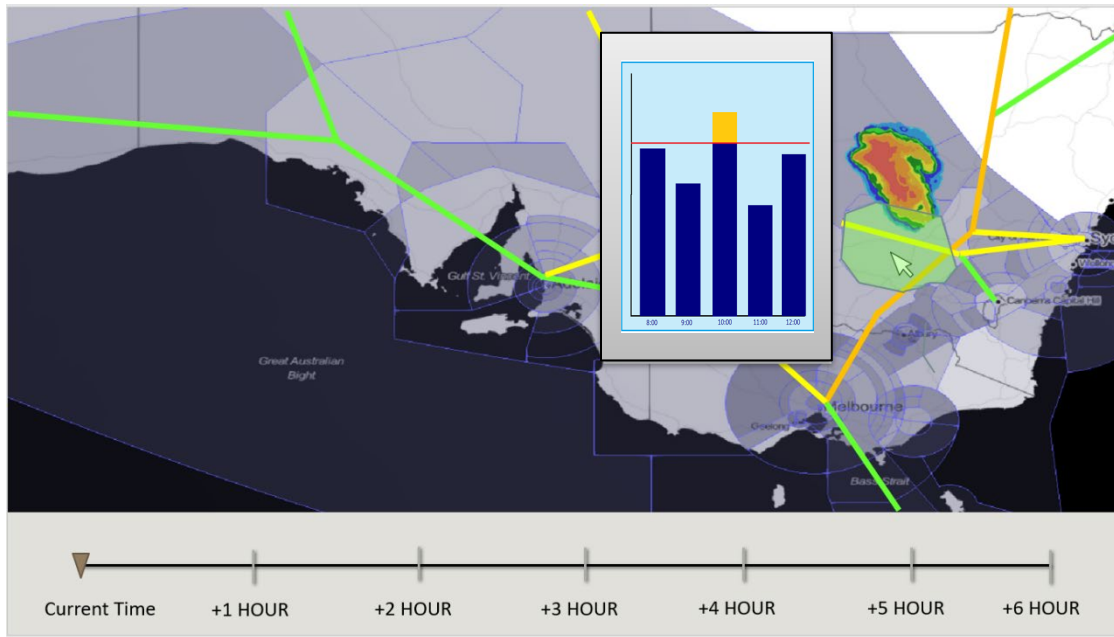 Gulf St. Vincent
Great Australian
Bight
8:00 9:00 10:00 11:00 12:00
Canberra Capital Hill
Albury
Melbourne
Geelong
Bass Strait
Current Time +1 HOUR +2 HOUR +3 HOUR +4 HOUR +5 HOUR +6 HOUR